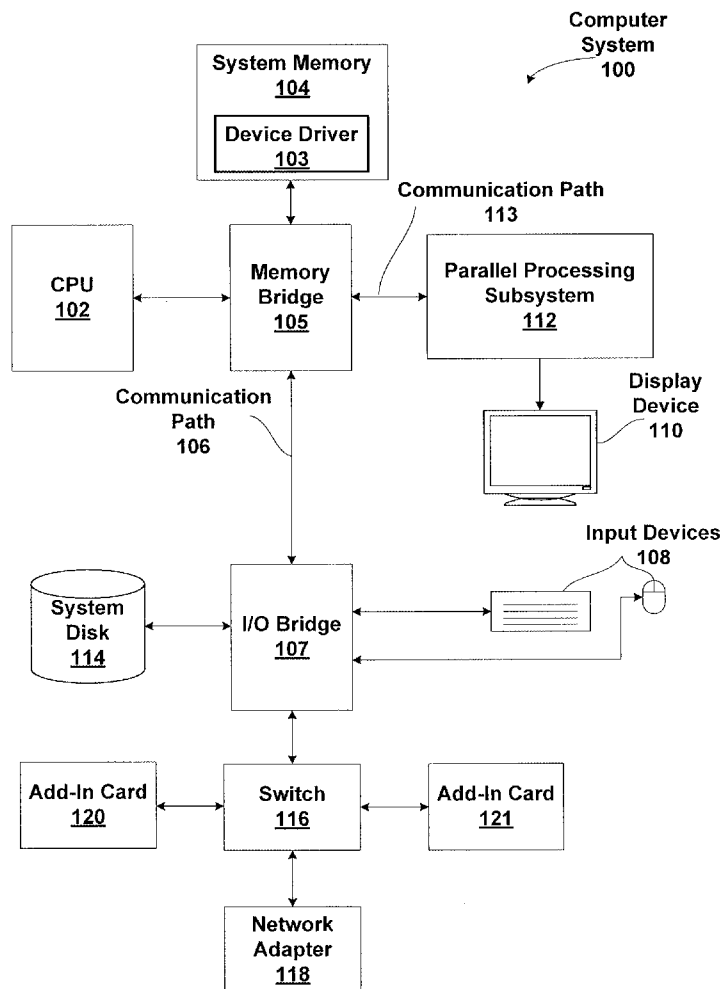 Computer
System
100
System Memory
104
Device Driver
103
Communication Path
113
CPU
102
Memory
Bridge
105
Parallel Processing
Subsystem
112
Communication
Path
106
Display
Device
110
Input Devices
108
System
Disk
114
I/O Bridge
107
Add-In Card
120
Switch
116
Add-In Card
121
Network
Adapter
118